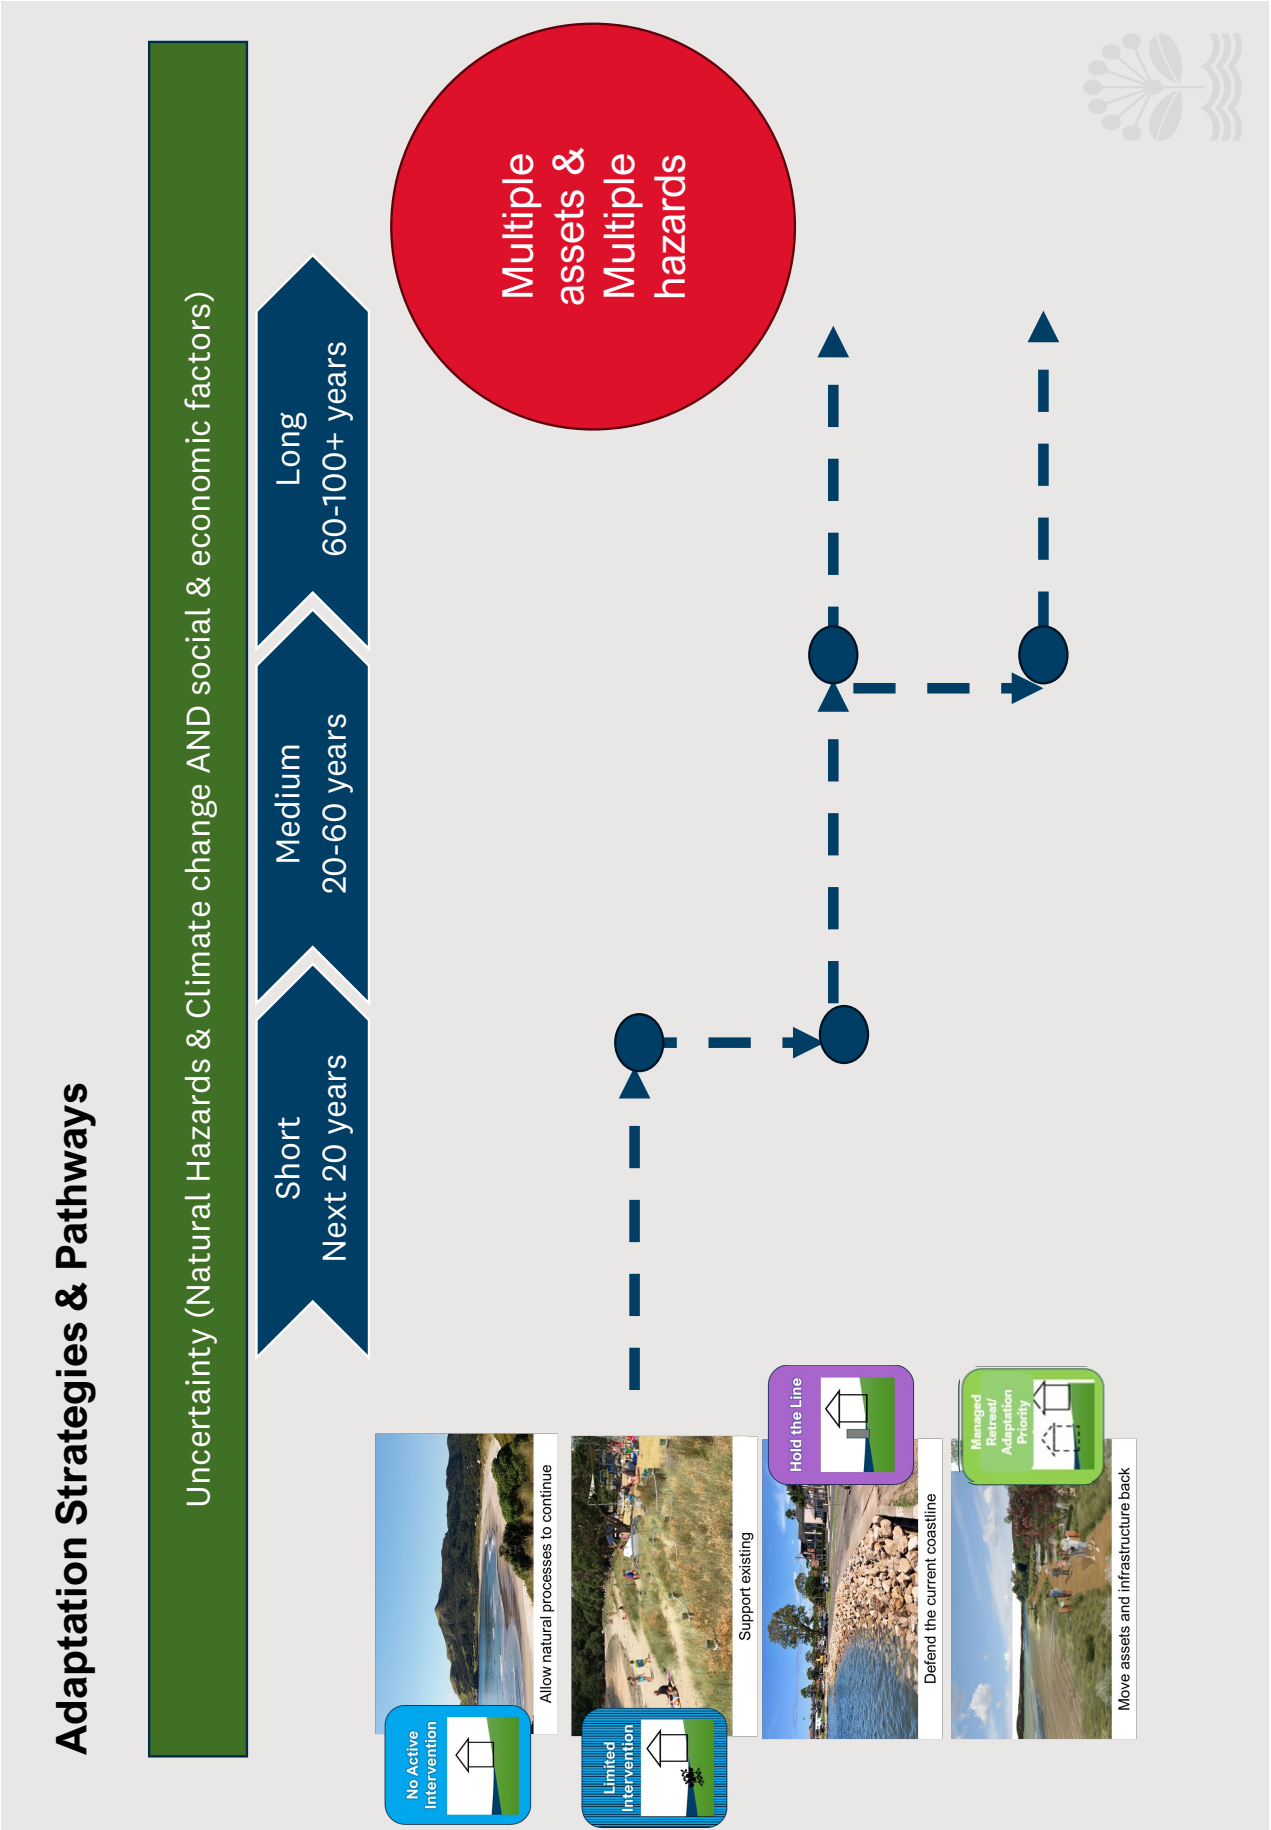 Adaptation Strategies & Pathways
Uncertainty (Natural Hazards & Climate change AND social & economic factors)
Short
Next 20 years
Medium
20-60 years
Long
60-100+ years
No Active
Intervention
Allow natural processes to continue
Limited
Intervention
Support existing
Hold the Line
Defend the current coastline
Managed
Retreat/
Adaptation
Priority
Move assets and infrastructure back
Multiple
assets &
Multiple
hazards